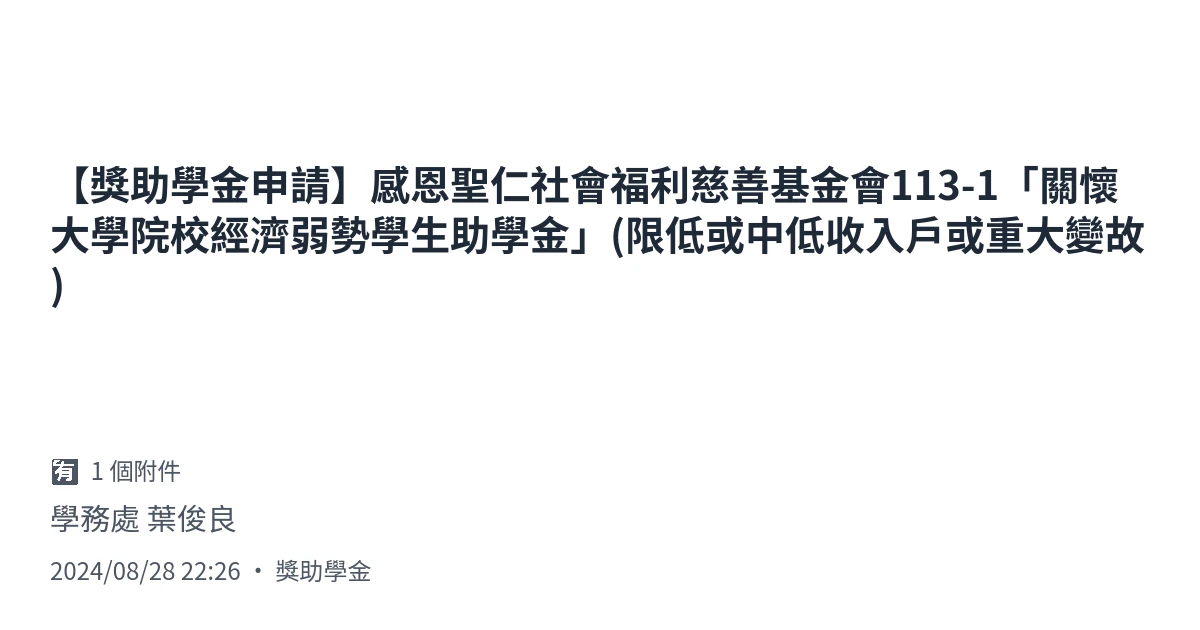 【獎助學金申請】感恩聖仁社會福利慈善基金會113-1「關懷
大學院校經濟弱勢學生助學金」(限低或中低收入戶或重大變故
)
有 1 個附件
學務處 葉俊良
2024/08/28 22:26 • 獎助學金